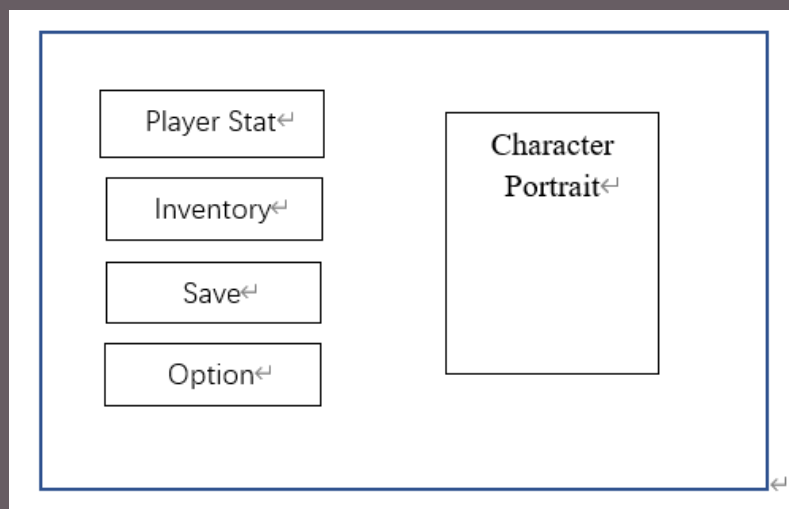 Player Stat
Inventory
Save
Option
Character
Portrait